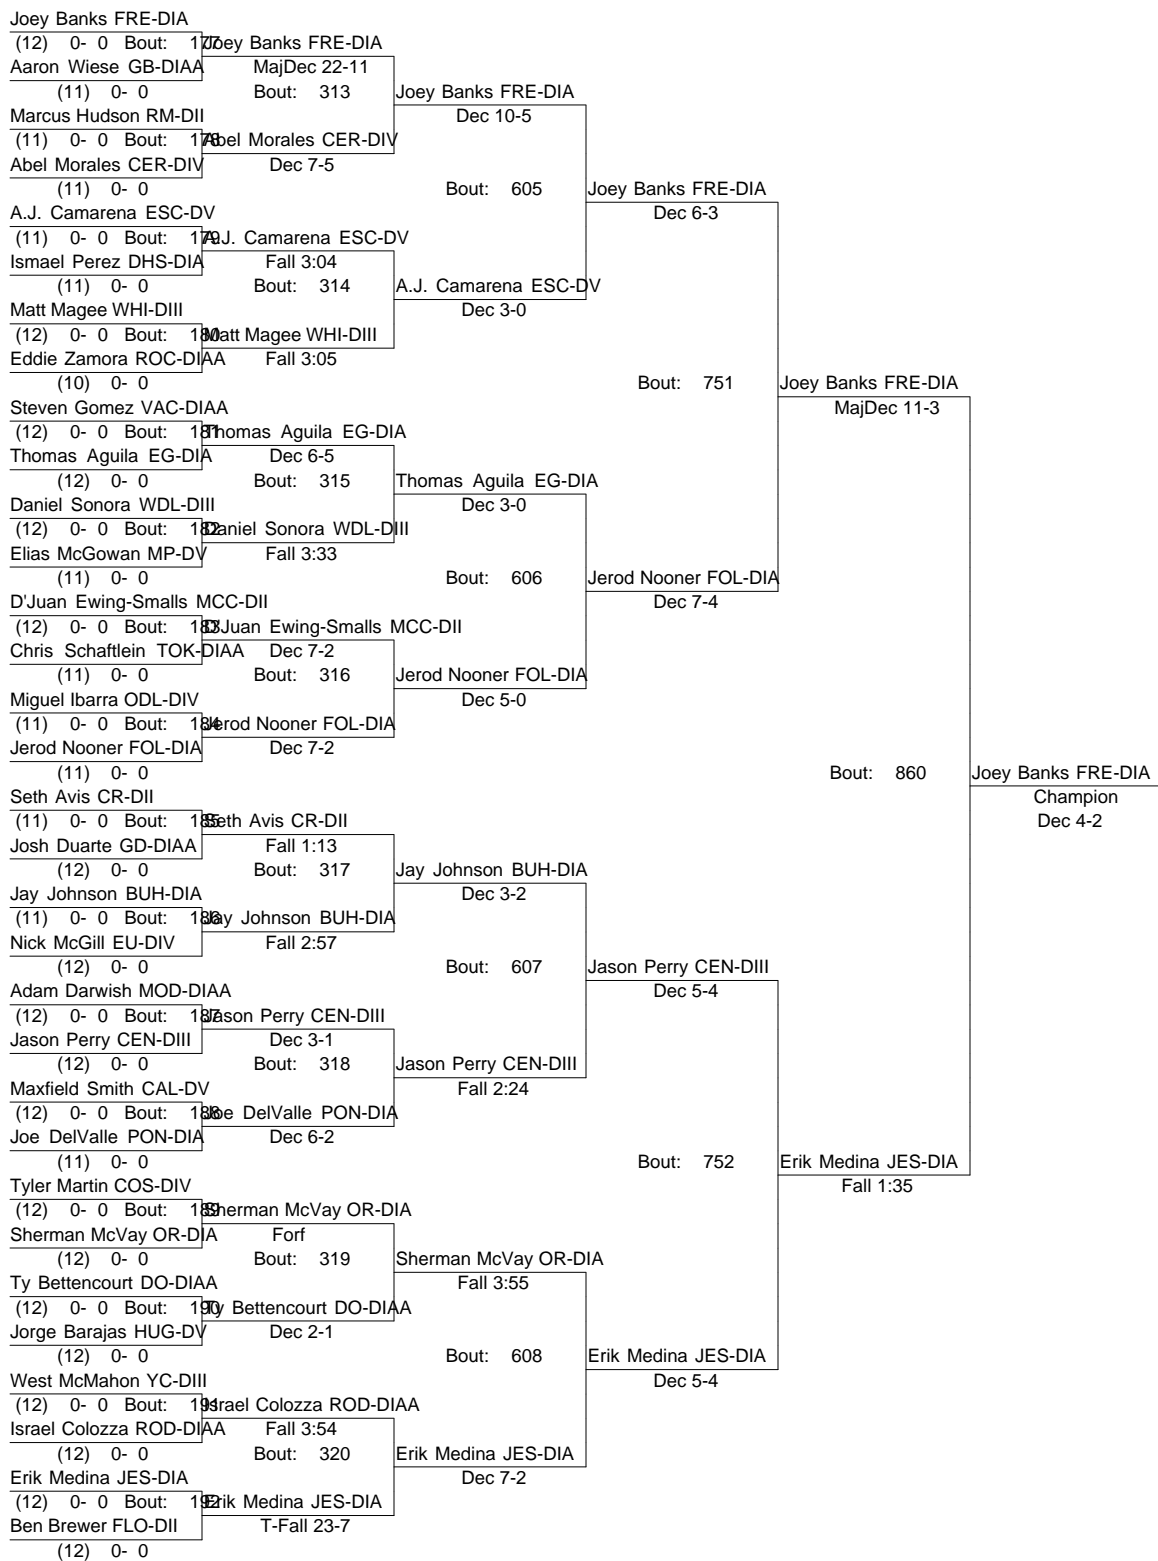 Joey Banks FRE-DIA
(12) 0- 0 Bout: 177
Joey Banks FRE-DIA
Aaron Wiese GB-DIAA
MajDec 22-11
(11) 0- 0
Bout: 313
Joey Banks FRE-DIA
Marcus Hudson RM-DII
Dec 10-5
(11) 0- 0 Bout: 178
Abel Morales CER-DIV
Abel Morales CER-DIV
Dec 7-5
(11) 0- 0
Bout: 605
Joey Banks FRE-DIA
A.J. Camarena ESC-DV
Dec 6-3
(11) 0- 0 Bout: 179
A.J. Camarena ESC-DV
Ismael Perez DHS-DIA
Fall 3:04
(11) 0- 0
Bout: 314
A.J. Camarena ESC-DV
Matt Magee WHI-DIII
Dec 3-0
(12) 0- 0 Bout: 180
Matt Magee WHI-DIII
Eddie Zamora ROC-DIAA
Fall 3:05
(10) 0- 0
Bout: 751
Joey Banks FRE-DIA
Steven Gomez VAC-DIAA
MajDec 11-3
(12) 0- 0 Bout: 181
Thomas Aguila EG-DIA
Thomas Aguila EG-DIA
Dec 6-5
(12) 0- 0
Bout: 315
Thomas Aguila EG-DIA
Daniel Sonora WDL-DIII
Dec 3-0
(12) 0- 0 Bout: 182
Daniel Sonora WDL-DIII
Elias McGowan MP-DV
Fall 3:33
(11) 0- 0
Bout: 606
Jerod Nooner FOL-DIA
D'Juan Ewing-Smalls MCC-DII
Dec 7-4
(12) 0- 0 Bout: 183
D'Juan Ewing-Smalls MCC-DII
Chris Schaftlein TOK-DIAA
Dec 7-2
(11) 0- 0
Bout: 316
Jerod Nooner FOL-DIA
Miguel Ibarra ODL-DIV
Dec 5-0
(11) 0- 0 Bout: 184
Jerod Nooner FOL-DIA
Jerod Nooner FOL-DIA
Dec 7-2
(11) 0- 0
Bout: 860
Joey Banks FRE-DIA
Seth Avis CR-DII
Champion
(11) 0- 0 Bout: 185
Seth Avis CR-DII
Dec 4-2
Josh Duarte GD-DIAA
Fall 1:13
(12) 0- 0
Bout: 317
Jay Johnson BUH-DIA
Jay Johnson BUH-DIA
Dec 3-2
(11) 0- 0 Bout: 186
Jay Johnson BUH-DIA
Nick McGill EU-DIV
Fall 2:57
(12) 0- 0
Bout: 607
Jason Perry CEN-DIII
Adam Darwish MOD-DIAA
Dec 5-4
(12) 0- 0 Bout: 187
Jason Perry CEN-DIII
Jason Perry CEN-DIII
Dec 3-1
(12) 0- 0
Bout: 318
Jason Perry CEN-DIII
Maxfield Smith CAL-DV
Fall 2:24
(12) 0- 0 Bout: 188
Joe DelValle PON-DIA
Joe DelValle PON-DIA
Dec 6-2
(11) 0- 0
Bout: 752
Erik Medina JES-DIA
Tyler Martin COS-DIV
Fall 1:35
(12) 0- 0 Bout: 189
Sherman McVay OR-DIA
Sherman McVay OR-DIA
Forf
(12) 0- 0
Bout: 319
Sherman McVay OR-DIA
Ty Bettencourt DO-DIAA
Fall 3:55
(12) 0- 0 Bout: 190
Ty Bettencourt DO-DIAA
Jorge Barajas HUG-DV
Dec 2-1
(12) 0- 0
Bout: 608
Erik Medina JES-DIA
West McMahon YC-DIII
Dec 5-4
(12) 0- 0 Bout: 191
Israel Colozza ROD-DIAA
Israel Colozza ROD-DIAA
Fall 3:54
(12) 0- 0
Bout: 320
Erik Medina JES-DIA
Erik Medina JES-DIA
Dec 7-2
(12) 0- 0 Bout: 192
Erik Medina JES-DIA
Ben Brewer FLO-DII
T-Fall 23-7
(12) 0- 0